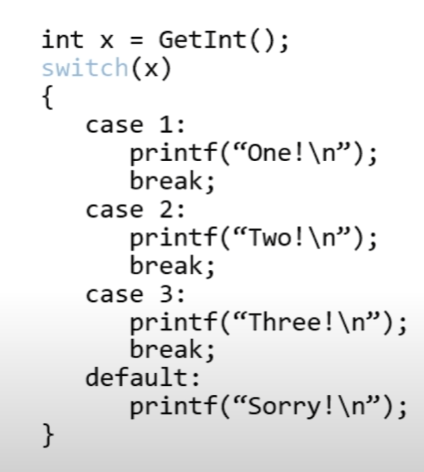 int x = GetInt();
switch(x)
{
case 1:
printf(“One!\n”);
break;
case 2:
printf(“Two!\n”);
break;
case 3:
printf(“Three!\n”);
break;
default:
printf(“Sorry!\n”);
}